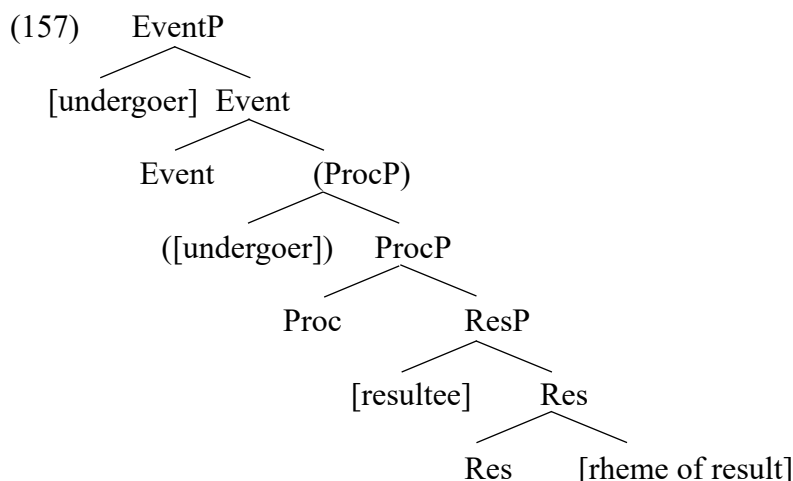 (157) EventP
[undergoer] Event
Event (ProcP)
([undergoer]) ProcP
Proc ResP
[resultee] Res
Res [rheme of result]